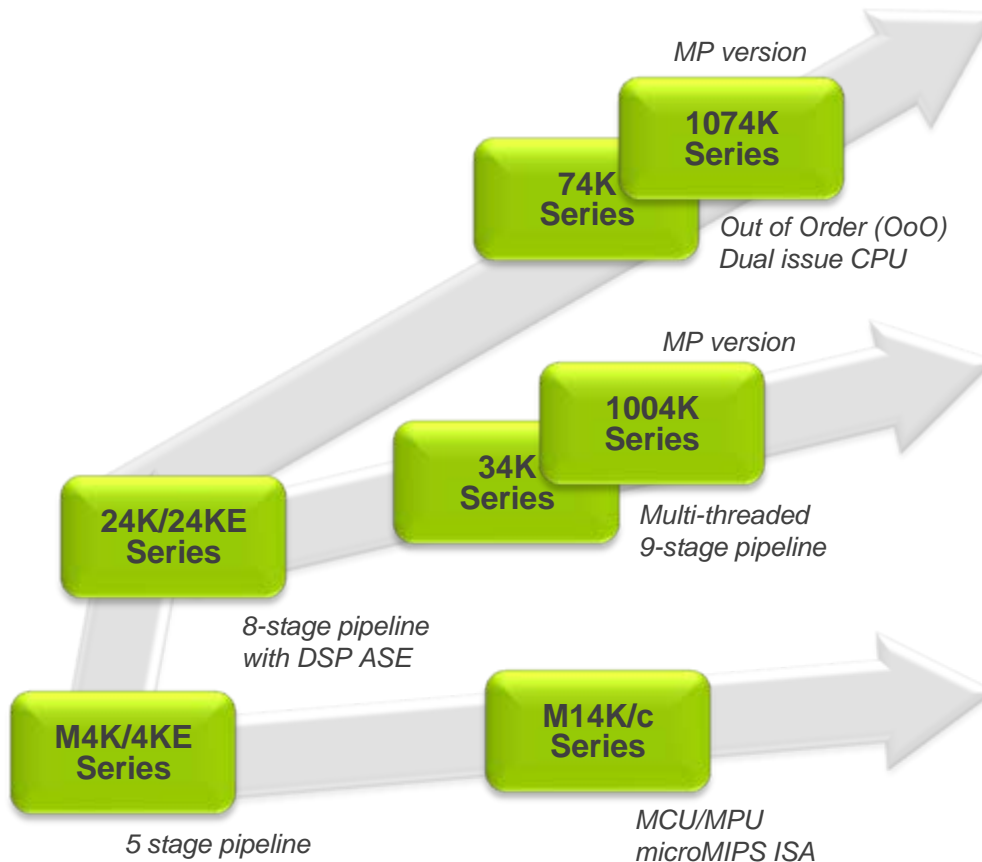 MP version
1074K
Series
74K
Series
Out of Order (OoO)
Dual issue CPU
MP version
1004K
Series
34K
Series
Multi-threaded
9-stage pipeline
24K/24KE
Series
8-stage pipeline
with DSP ASE
M4K/4KE
Series
5 stage pipeline
M14K/c
Series
MCU/MPU
microMIPS ISA